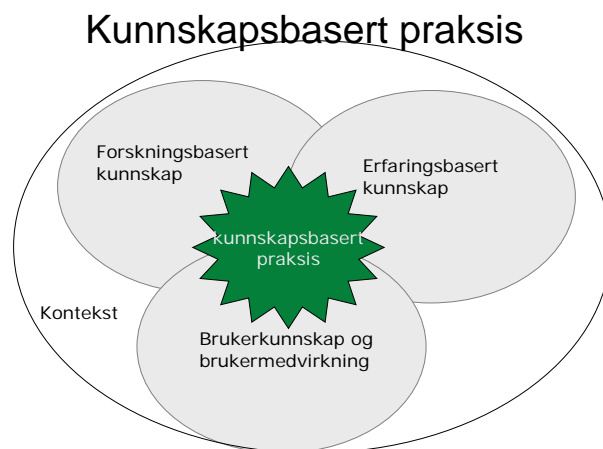 Kunnskapsbasert praksis
Forskningsbasert
kunnskap
Erfaringsbasert
kunnskap
kunnskapsbasert
praksis
Kontekst
Brukerkunnskap og
brukermedvirkning